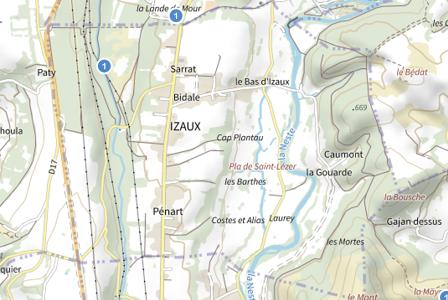 la Lande de Mour
1
1
Sarrat
Paty
le Bas d'Izaux
le Bédat
Bidale
.669
IZAUX
Cap Plantau
la Neste
Caumont
D17
Pla de Saint-Lézer
la Gouarde
les Barthes
la Bousche
Pénart
Costes et Alias
Laurey
Gajan dessus
les Mortes
le Mont